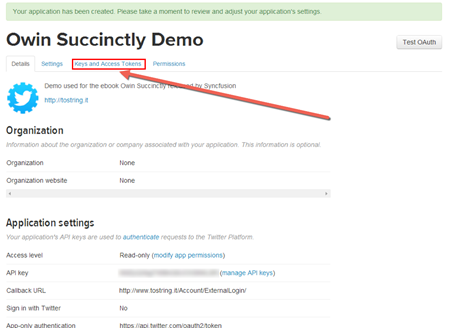 Your application has been created. Please take a moment to review and adjust your application's settings.
Owin Succinctly Demo
Test OAuth
Details Settings Keys and Access Tokens Permissions
Demo used for the ebook Owin Succinctly released by Syncfusion
http://tostring.it
Organization
Information about the organization or company associated with your application. This information is optional.
Organization None
Organization website None
Application settings
Your application's API keys are used to authenticate requests to the Twitter Platform.
Access level Read-only (modify app permissions)
API key (manage API keys)
Callback URL http://www.tostring.it/Account/ExternalLogin/
Sign in with Twitter No
App-only authentication https://api.twitter.com/oauth2/token